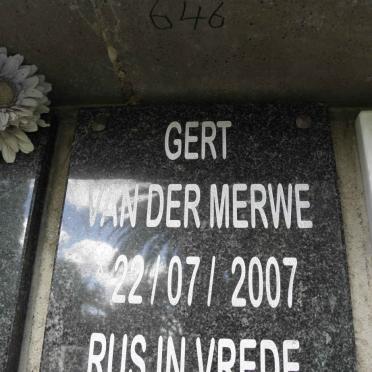 646
GERT
VAN DER MERWE
* 22/07/ 2007
RUS IN VREDE